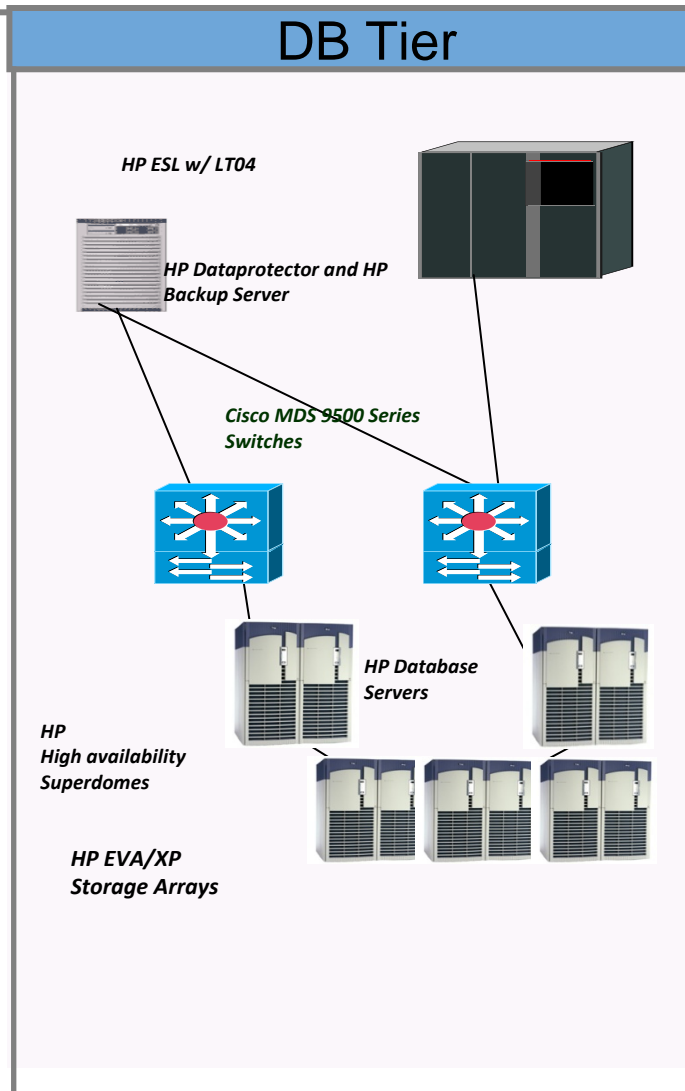 DB Tier
HP ESL w/ LT04
HP Dataprotector and HP
Backup Server
Cisco MDS 9500 Series
Switches
HP Database
Servers
HP
High availability
Superdomes
HP EVA/XP
Storage Arrays